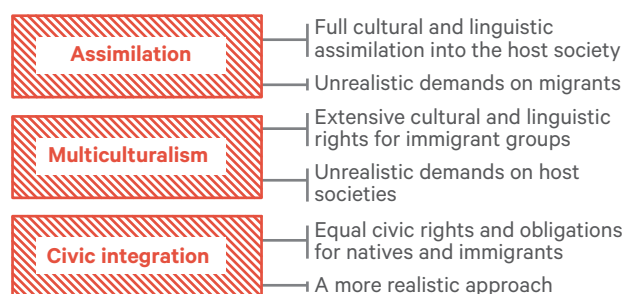 Assimilation
Full cultural and linguistic
assimilation into the host society
Unrealistic demands on migrants
Multiculturalism
Extensive cultural and linguistic
rights for immigrant groups
Unrealistic demands on host
societies
Civic integration
Equal civic rights and obligations
for natives and immigrants
A more realistic approach